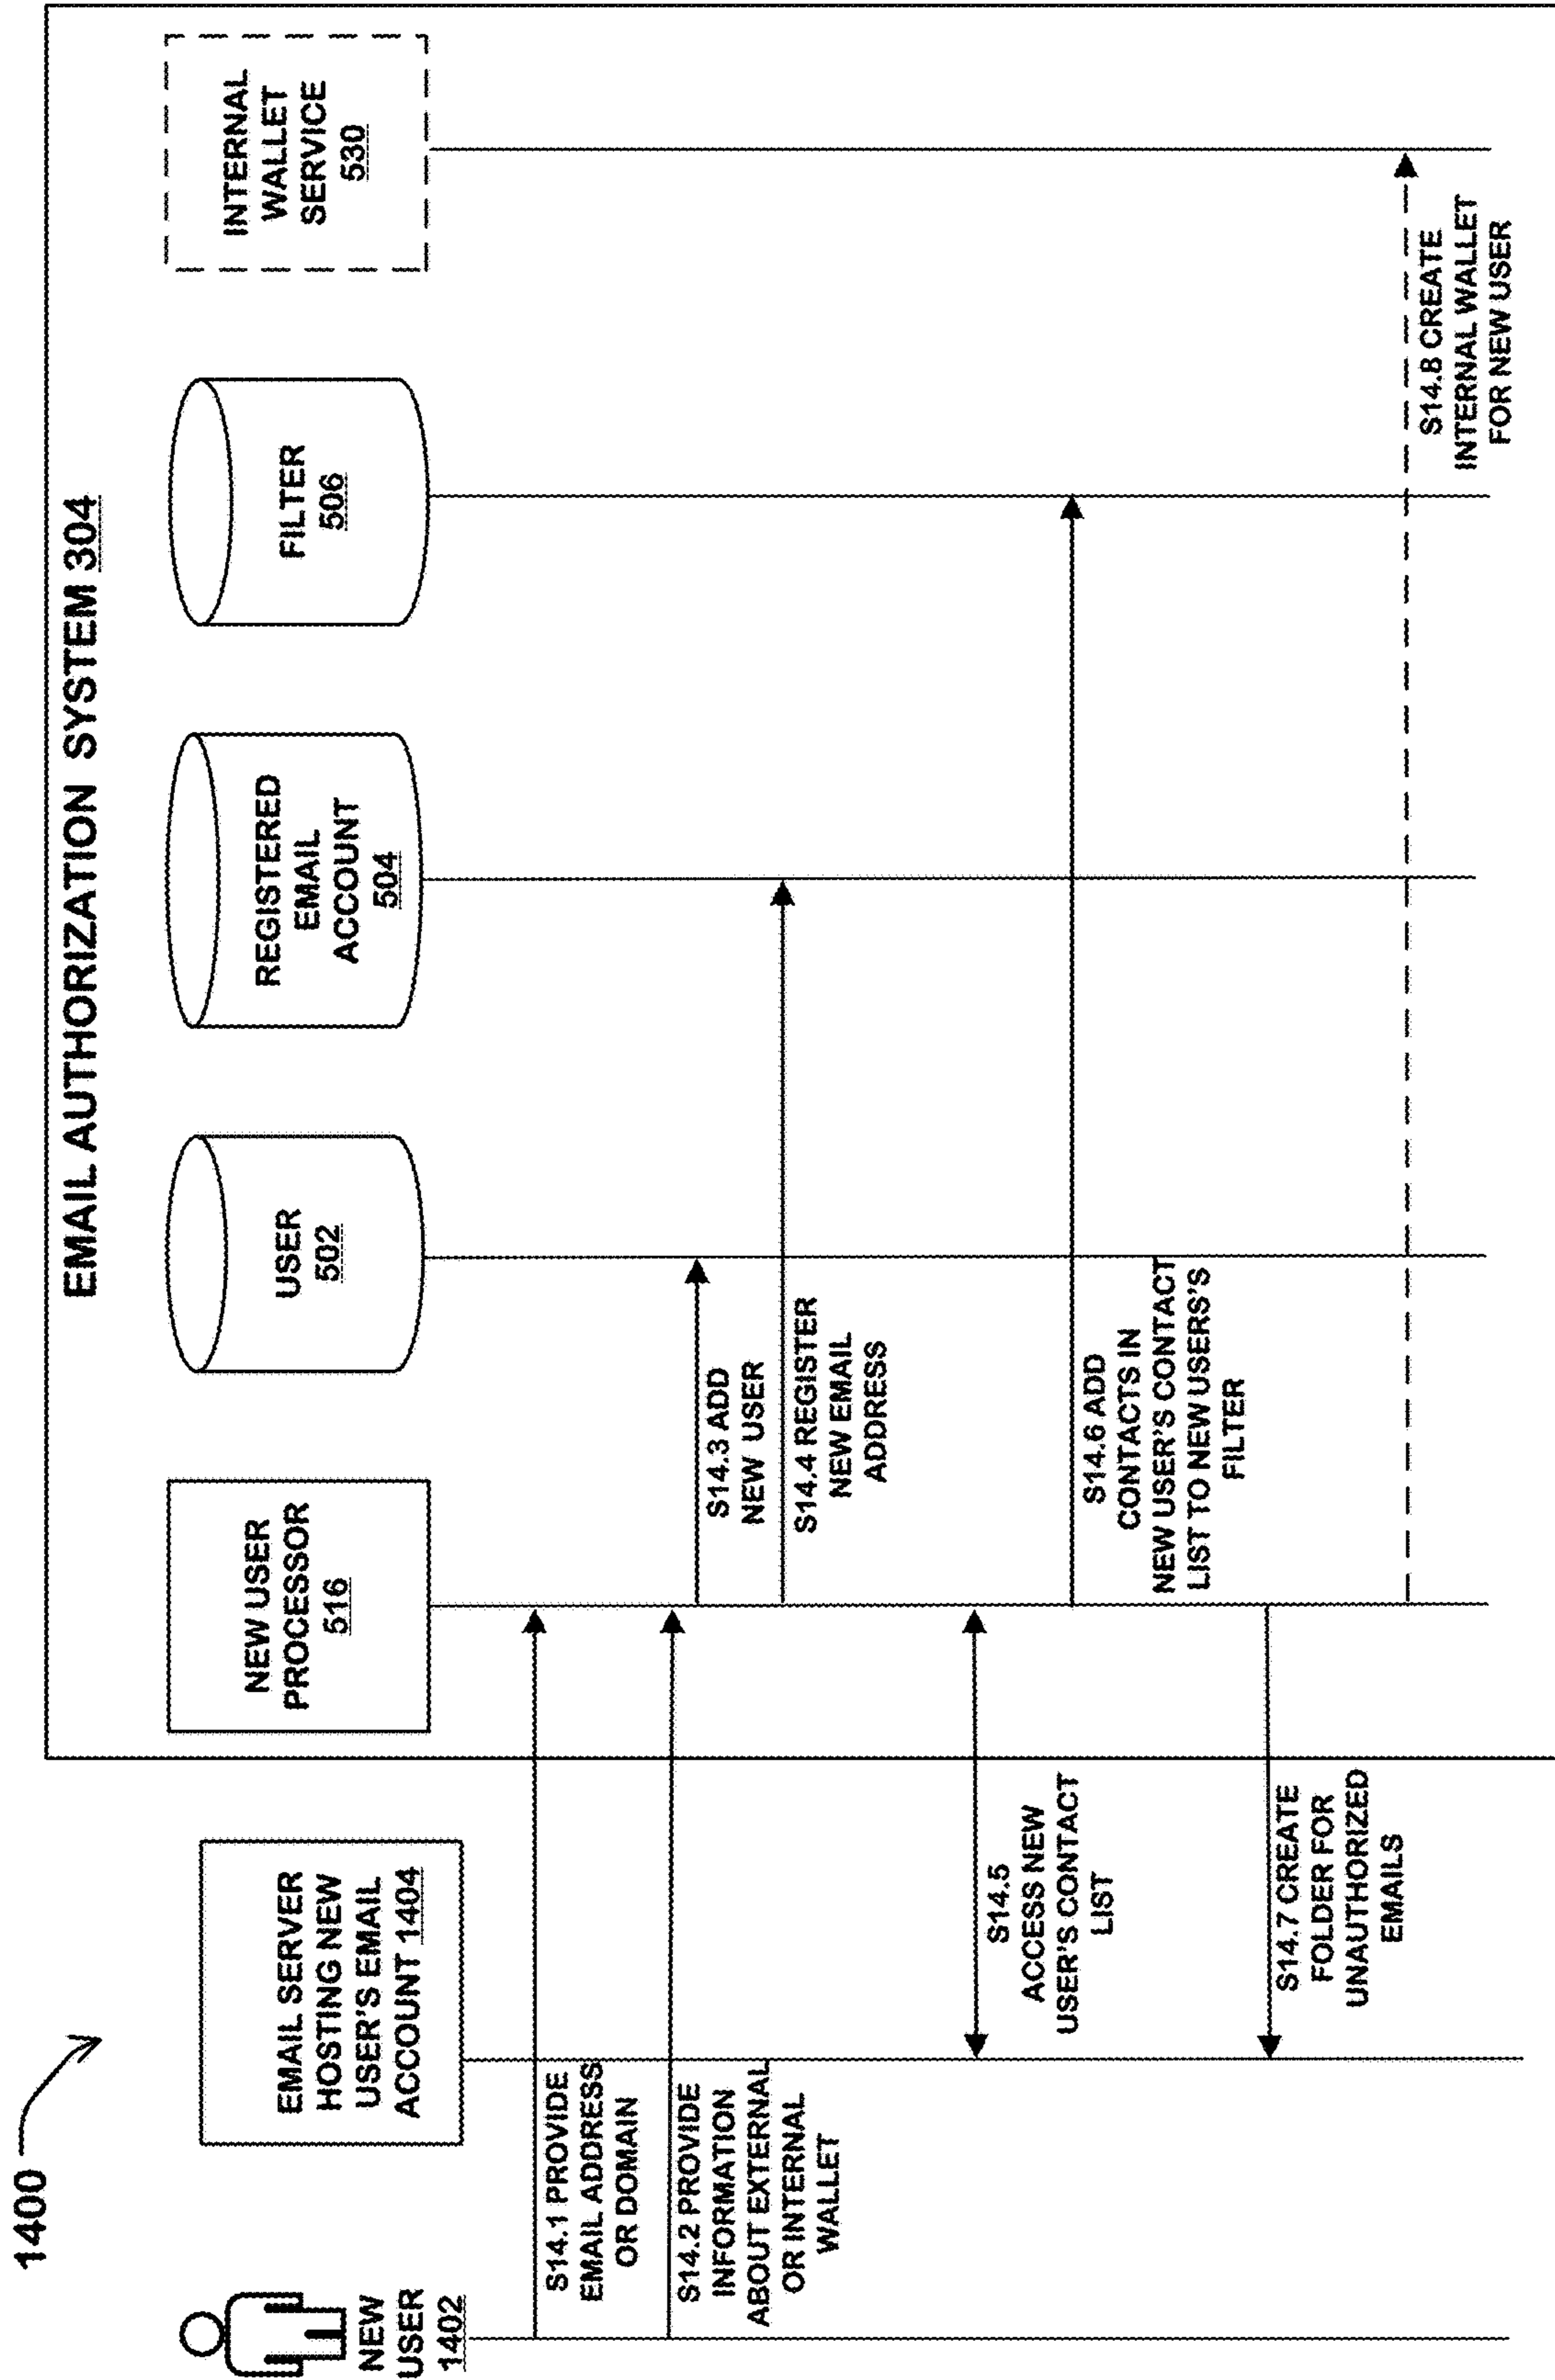 1400
EMAIL AUTHORIZATION SYSTEM 304
NEW
USER
1402
EMAIL SERVER
HOSTING NEW
USER'S EMAIL
ACCOUNT 1404
NEW USER
PROCESSOR
516
USER
502
REGISTERED
EMAIL
ACCOUNT
504
FILTER
506
INTERNAL
WALLET
SERVICE
530
S14.1 PROVIDE
EMAIL ADDRESS
OR DOMAIN
S14.2 PROVIDE
INFORMATION
ABOUT EXTERNAL
OR INTERNAL
WALLET
S14.3 ADD
NEW USER
S14.4 REGISTER
NEW EMAIL
ADDRESS
S14.5
ACCESS NEW
USER'S CONTACT
LIST
S14.6 ADD
CONTACTS IN
NEW USER'S CONTACT
LIST TO NEW USERS'S
FILTER
S14.7 CREATE
FOLDER FOR
UNAUTHORIZED
EMAILS
S14.8 CREATE
INTERNAL WALLET
FOR NEW USER